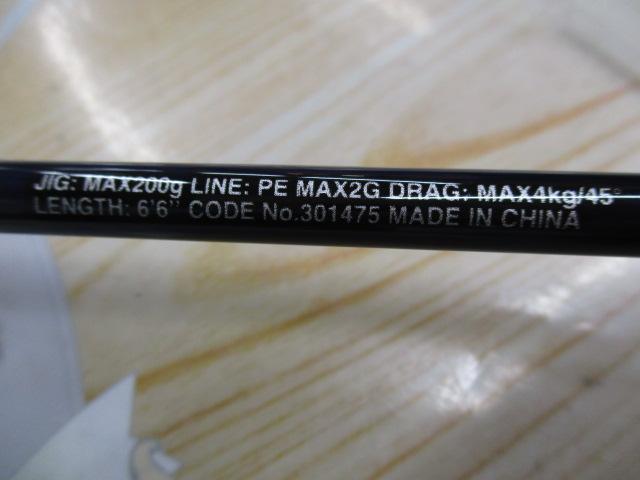 JIG: MAX200g LINE: PE MAX2G DRAG: MAX4kg/45°
LENGTH: 6'6" CODE No.301475 MADE IN CHINA